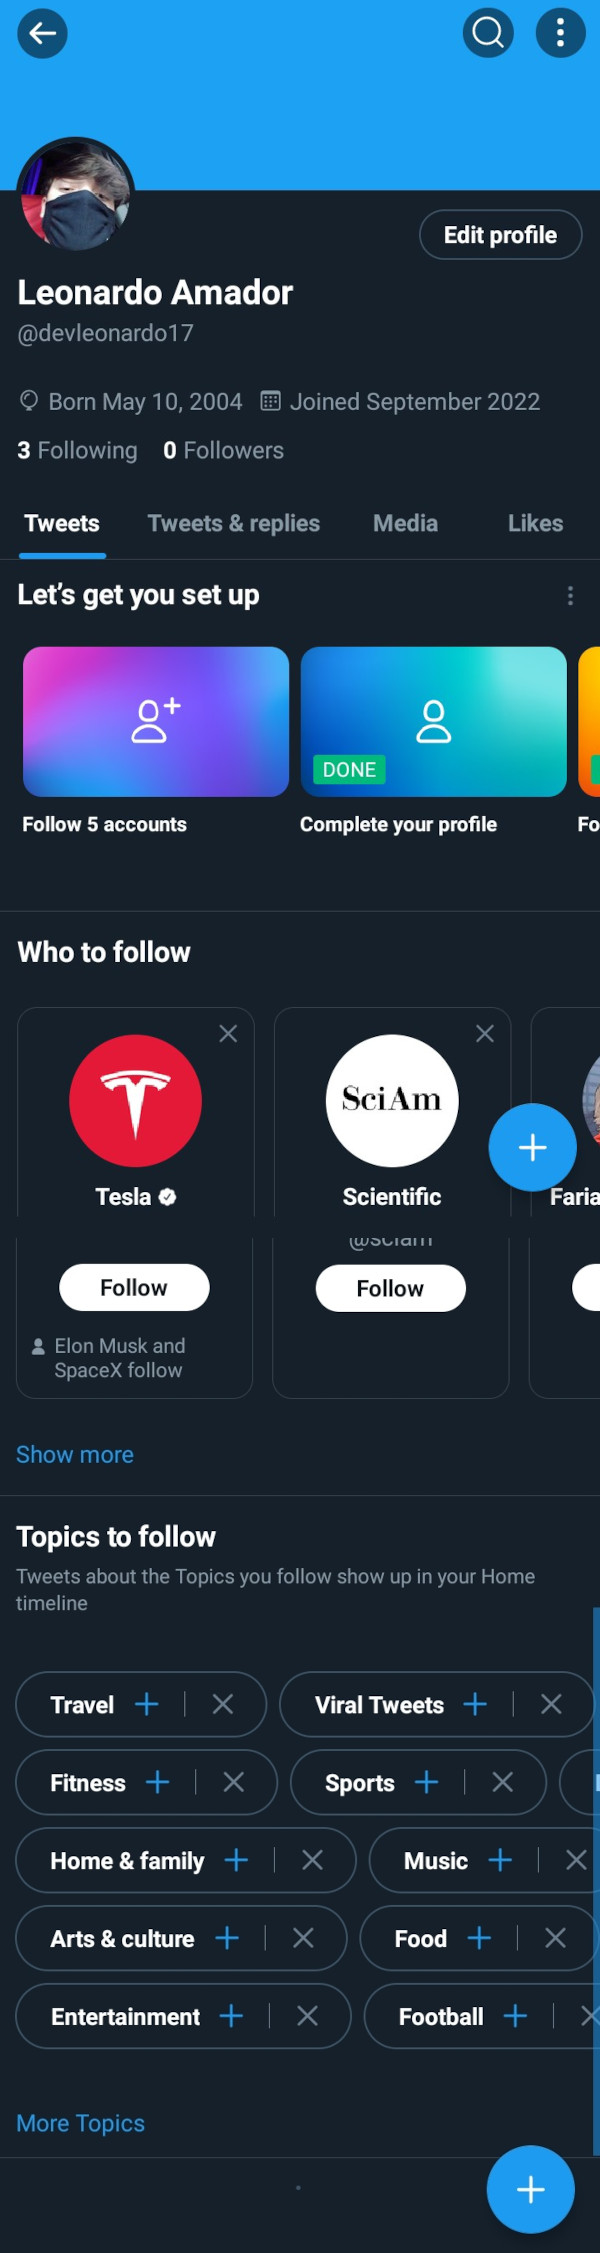 Edit profile
Leonardo Amador
@devleonardo17
Born May 10, 2004 Joined September 2022
3 Following 0 Followers
Tweets Tweets & replies Media Likes
Let's get you set up
DONE
Follow 5 accounts Complete your profile Fo
Who to follow
SciAm
Tesla Scientific Faria
@sciam
Follow Follow
Elon Musk and
SpaceX follow
Show more
Topics to follow
Tweets about the Topics you follow show up in your Home
timeline
Travel Viral Tweets
Fitness Sports
Home & family Music
Arts & culture Food
Entertainment Football
More Topics